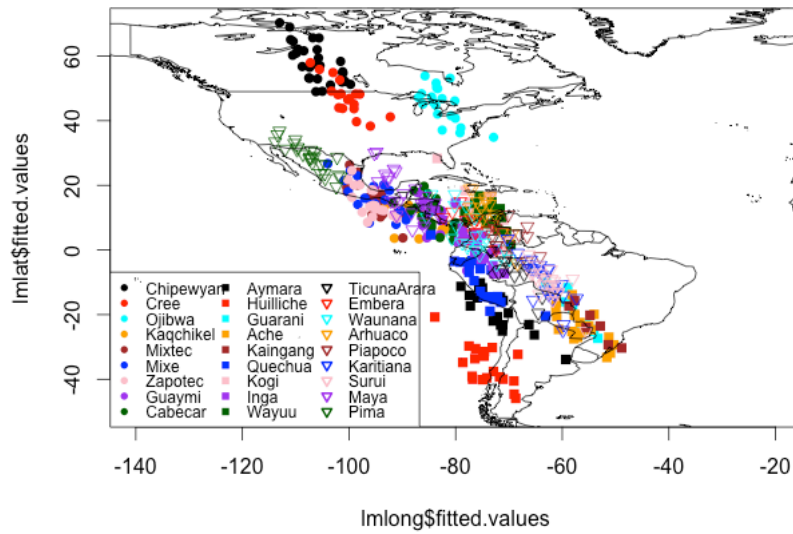 60
40
20
0
-20
-40
lmlat$fitted.values
Chipewyan Aymara TicunaArara
Cree Huilliche Embera
Ojibwa Guarani Waunana
Kaqchikel Ache Arhuaco
Mixtec Kaingang Piapoco
Mixe Quechua Karitiana
Zapotec Kogi Surui
Guaymi Inga Maya
Cabecar Wayuu Pima
-140 -120 -100 -80 -60 -40 -20
lmlong$fitted.values